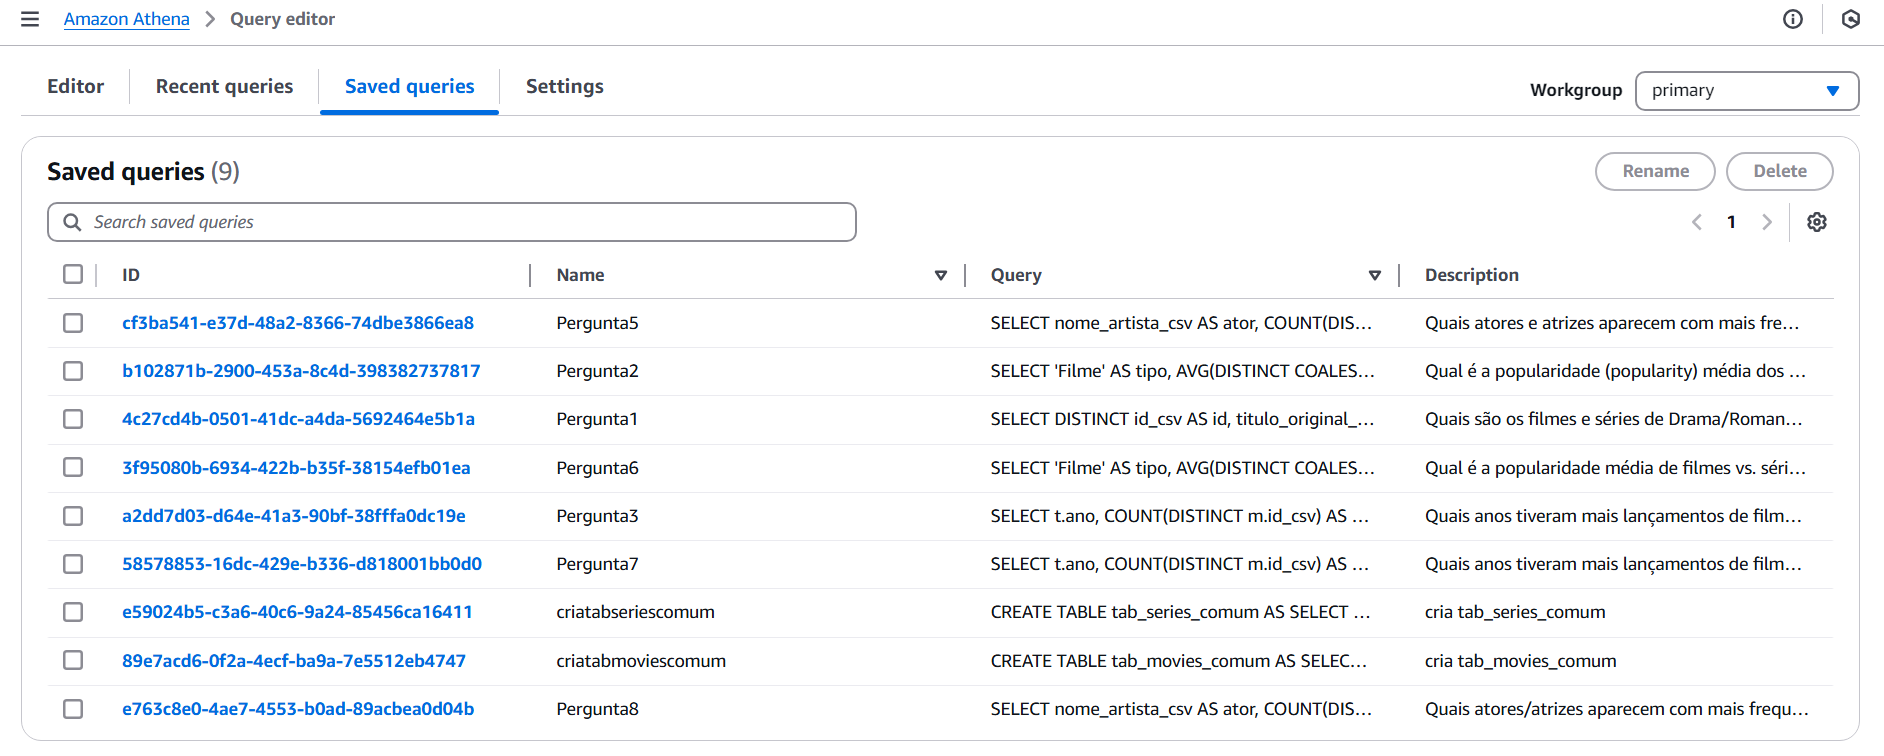 Amazon Athena > Query editor
Editor Recent queries Saved queries Settings Workgroup primary
Saved queries (9) Rename Delete
Search saved queries 1
ID Name Query Description
cf3ba541-e37d-48a2-8366-74dbe3866ea8 Pergunta5 SELECT nome_artista_csv AS ator, COUNT(DIS... Quais atores e atrizes aparecem com mais fre...
b102871b-2900-453a-8c4d-398382737817 Pergunta2 SELECT 'Filme' AS tipo, AVG(DISTINCT COALES... Qual é a popularidade (popularity) média dos ...
4c27cd4b-0501-41dc-a4da-5692464e5b1a Pergunta1 SELECT DISTINCT id_csv AS id, titulo_original_... Quais são os filmes e séries de Drama/Roman...
3f95080b-6934-422b-b35f-38154efb01ea Pergunta6 SELECT 'Filme' AS tipo, AVG(DISTINCT COALES... Qual é a popularidade média de filmes vs. séri...
a2dd7d03-d64e-41a3-90bf-38fffa0dc19e Pergunta3 SELECT t.ano, COUNT(DISTINCT m.id_csv) AS ... Quais anos tiveram mais lançamentos de film...
58578853-16dc-429e-b336-d818001bb0d0 Pergunta7 SELECT t.ano, COUNT(DISTINCT m.id_csv) AS ... Quais anos tiveram mais lançamentos de film...
e59024b5-c3a6-40c6-9a24-85456ca16411 criatabseriescomum CREATE TABLE tab_series_comum AS SELECT ... cria tab_series_comum
89e7acd6-0f2a-4ecf-ba9a-7e5512eb4747 criatabmoviescomum CREATE TABLE tab_movies_comum AS SELEC... cria tab_movies_comum
e763c8e0-4ae7-4553-b0ad-89acbea0d04b Pergunta8 SELECT nome_artista_csv AS ator, COUNT(DIS... Quais atores/atrizes aparecem com mais frequ...